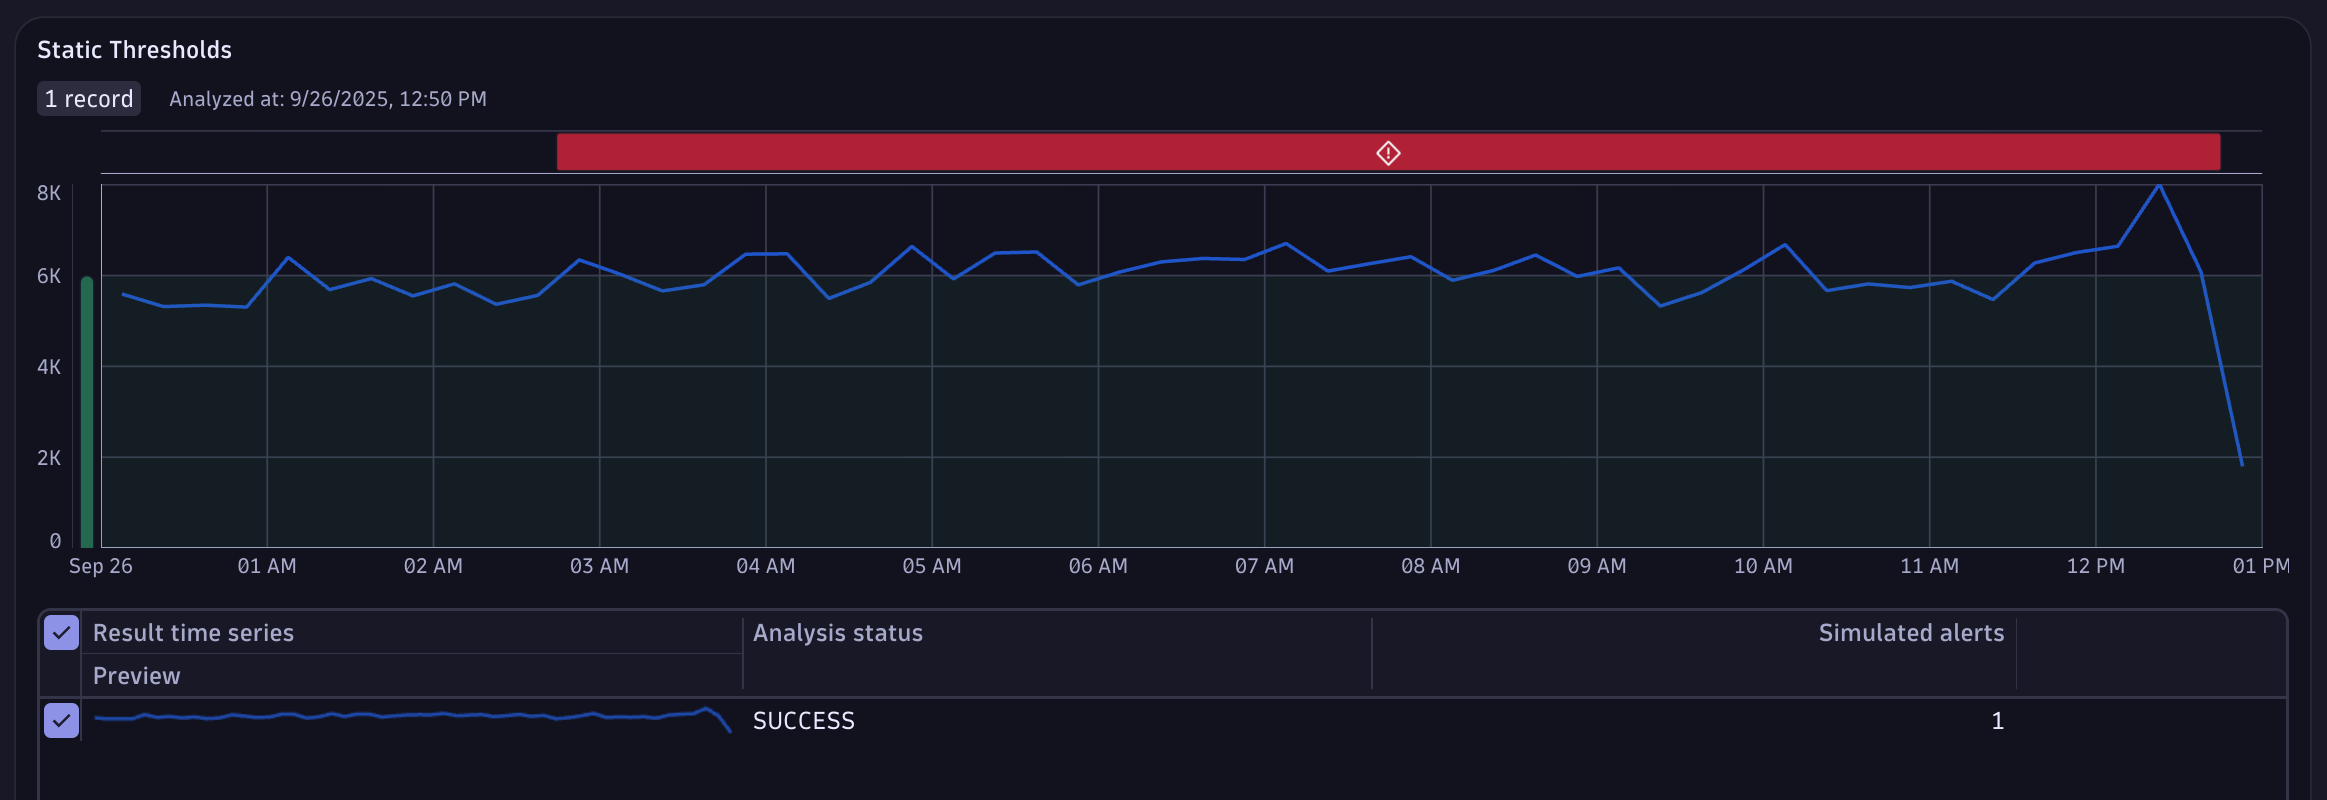 Static Thresholds
1 record Analyzed at: 9/26/2025, 12:50 PM
8K
6K
4K
2K
0
Sep 26 01 AM 02 AM 03 AM 04 AM 05 AM 06 AM 07 AM 08 AM 09 AM 10 AM 11 AM 12 PM 01 PM
Result time series Analysis status Simulated alerts
Preview
SUCCESS 1